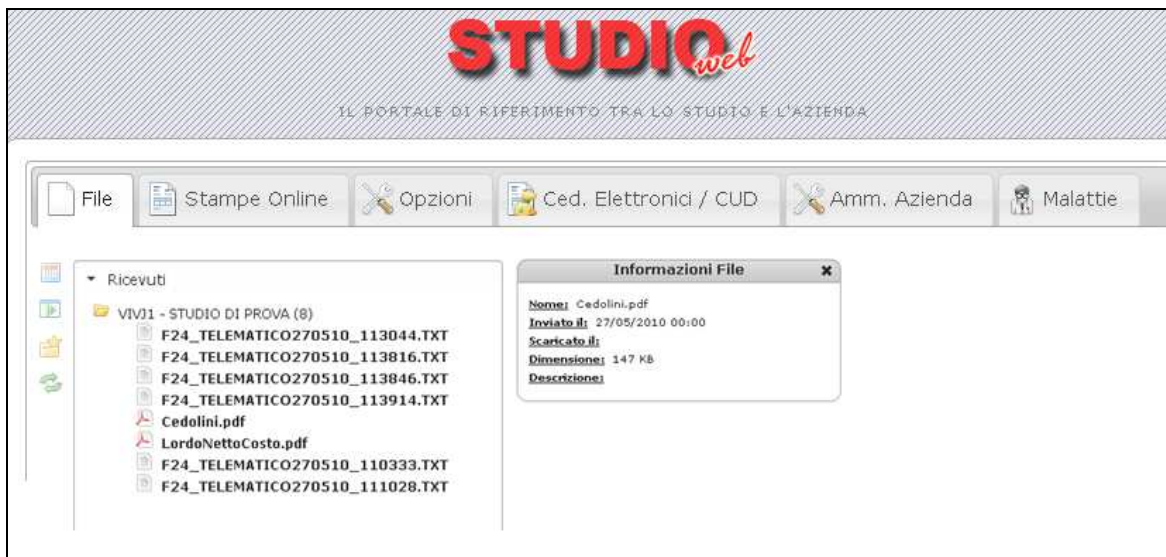 STUDIO web
IL PORTALE DI RIFERIMENTO TRA LO STUDIO E L'AZIENDA
File
Stampe Online
Opzioni
Ced. Elettronici / CUD
Amm. Azienda
Malattie
Ricevuti
VIVJ1 - STUDIO DI PROVA (8)
F24_TELEMATICO270510_113044.TXT
F24_TELEMATICO270510_113816.TXT
F24_TELEMATICO270510_113846.TXT
F24_TELEMATICO270510_113914.TXT
Cedolini.pdf
LordoNettoCosto.pdf
F24_TELEMATICO270510_110333.TXT
F24_TELEMATICO270510_111028.TXT
Informazioni File
Nome: Cedolini.pdf
Inviato il: 27/05/2010 00:00
Scaricato il:
Dimensione: 147 KB
Descrizione: